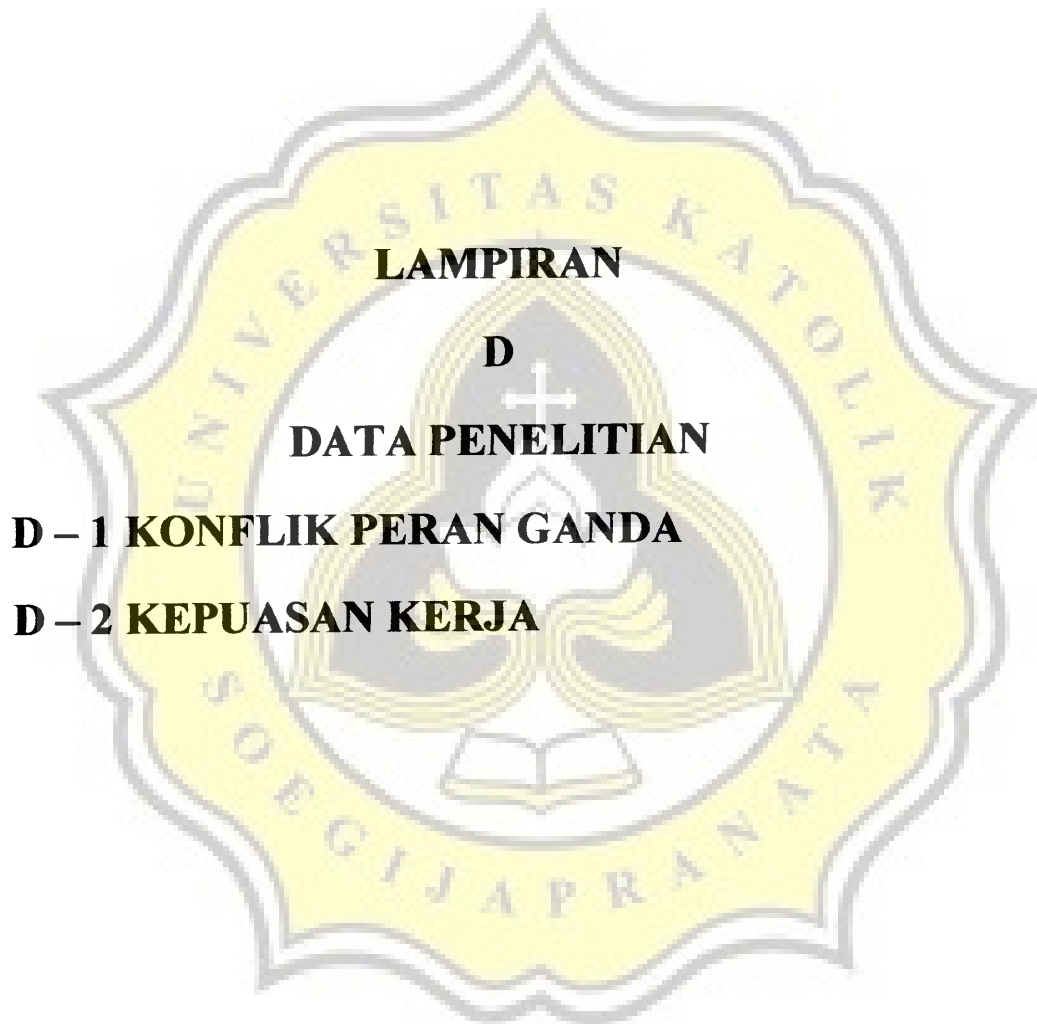 UNIVERSITAS KATOLIK
LAMPIRAN
D
DATA PENELITIAN
D – 1 KONFLIK PERAN GANDA
D – 2 KEPUASAN KERJA
SOEGIJAPRANATA